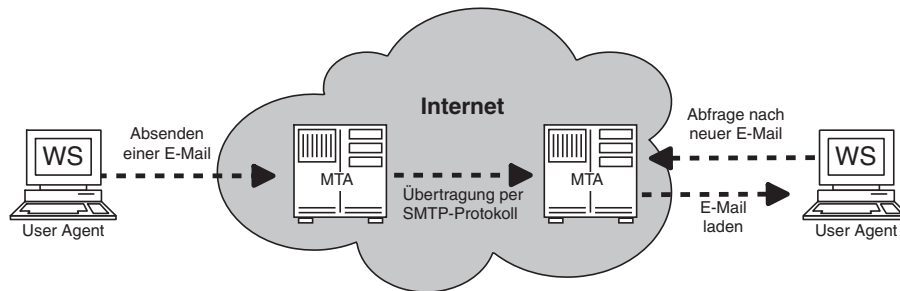 Internet
Absenden
einer E-Mail
Abfrage nach
neuer E-Mail
WS
MTA
MTA
WS
Übertragung per
SMTP-Protokoll
E-Mail
laden
User Agent
User Agent